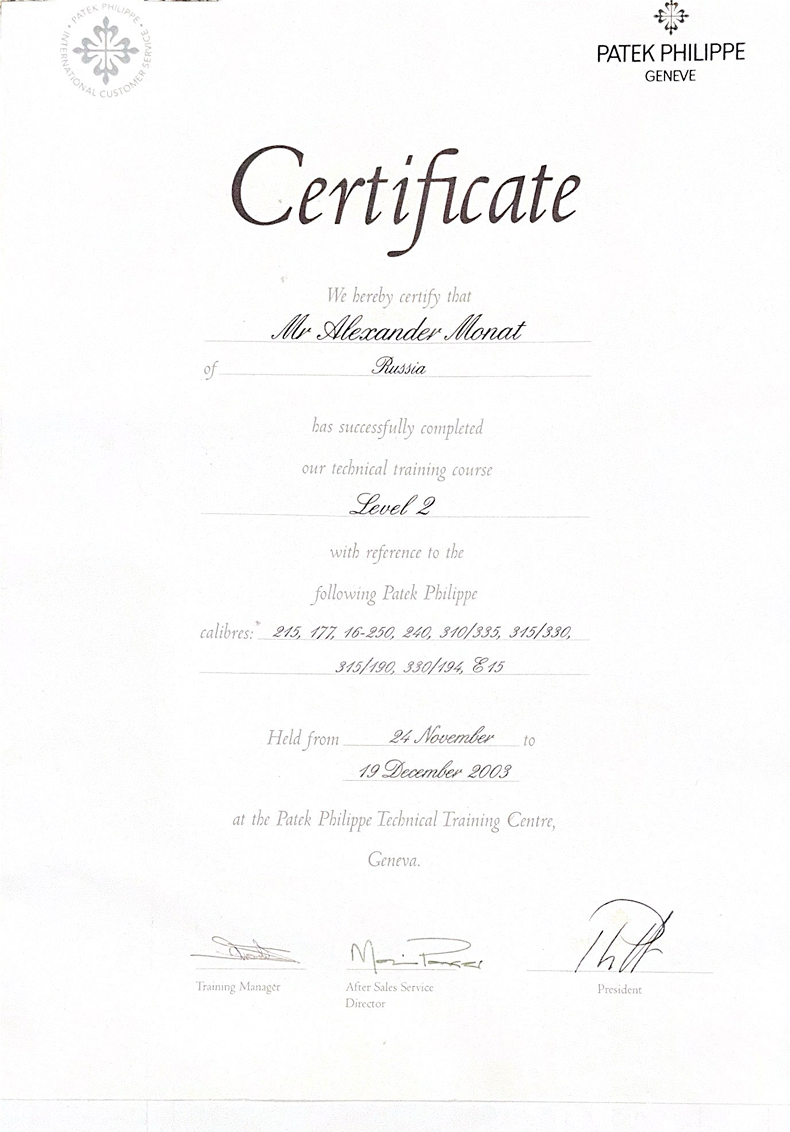 • PATEK PHILIPPE •
INTERNATIONAL CUSTOMER SERVICE
PATEK PHILIPPE
GENEVE
Certificate
We hereby certify that
Mr Alexander Monat
of Russia
has successfully completed
our technical training course
Level 2
with reference to the
following Patek Philippe
calibres:* 215, 177, 16-250, 240, 310/335, 315/330,
315/190, 330/194, E 15
Held from 24 November to
19 December 2003
at the Patek Philippe Technical Training Centre,
Geneva.
Training Manager
After Sales Service
Director
President